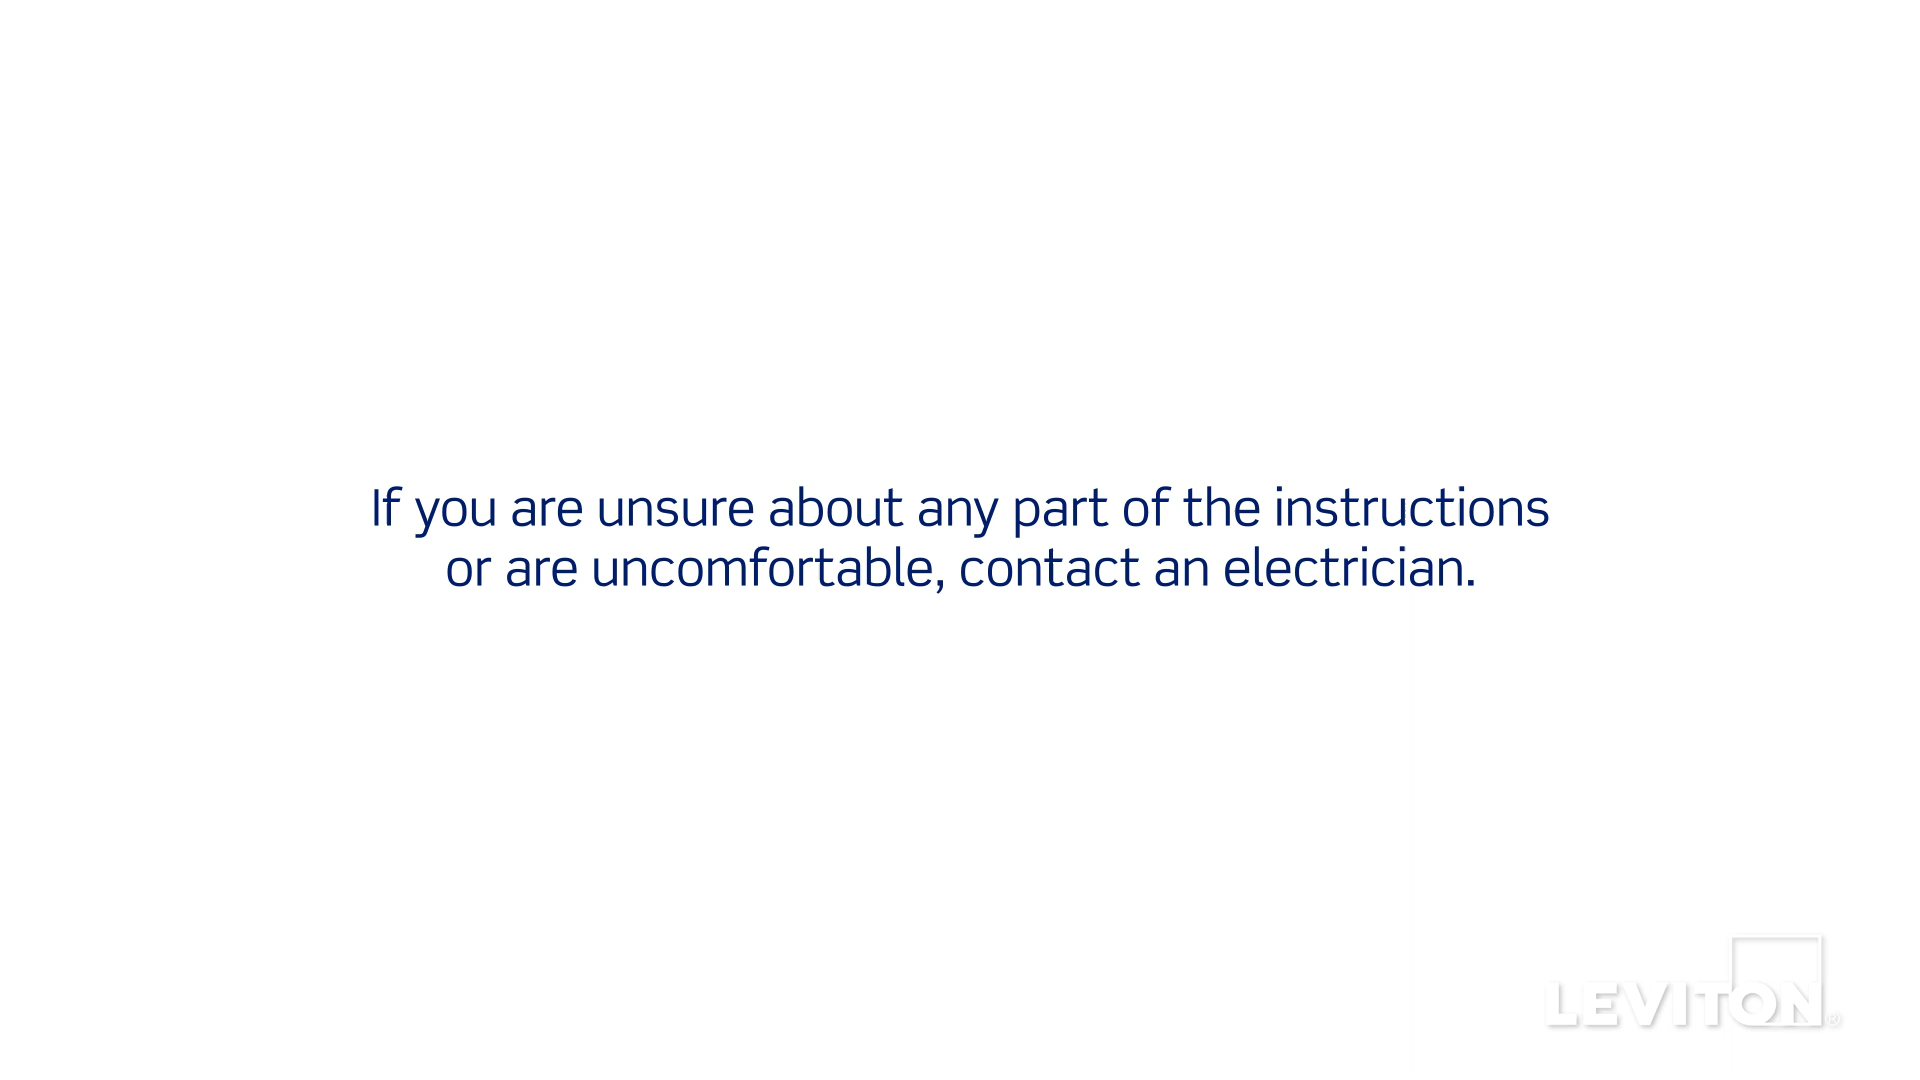 If you are unsure about any part of the instructions
or are uncomfortable, contact an electrician.
LEVITON®